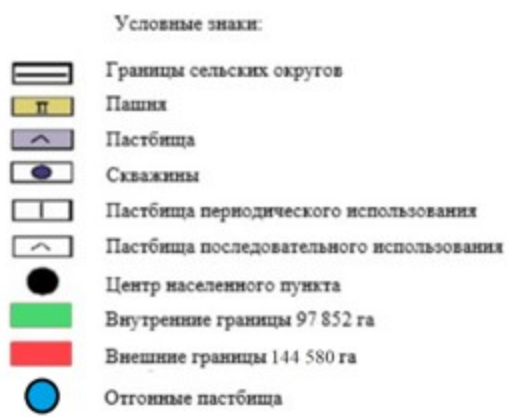 Условные знаки:
Границы сельских округов
П Пашня
Пастбища
Скважины
Пастбища периодического использования
Пастбища последовательного использования
Центр населенного пункта
Внутренние границы 97 852 га
Внешние границы 144 580 га
Отгонные пастбища